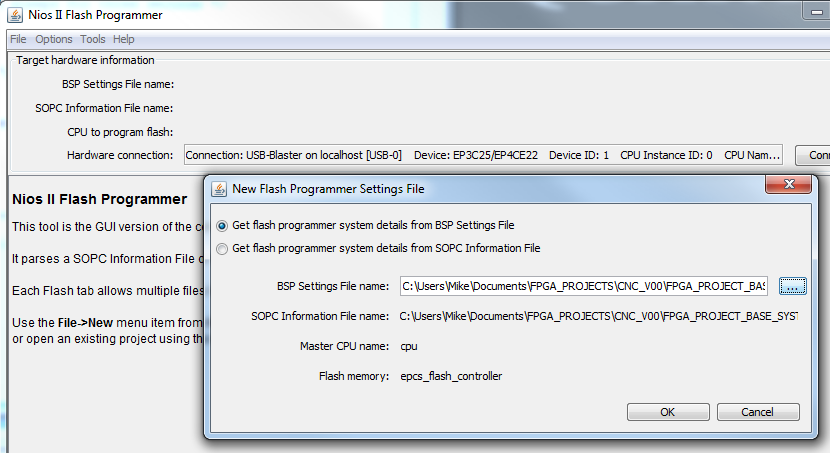 Nios II Flash Programmer
File Options Tools Help
Target hardware information
BSP Settings File name:
SOPC Information File name:
CPU to program flash:
Hardware connection: Connection: USB-Blaster on localhost [USB-0] Device: EP3C25/EP4CE22 Device ID: 1 CPU Instance ID: 0 CPU Nam... Conn
Nios II Flash Programmer
This tool is the GUI version of the co
It parses a SOPC Information File o
Each Flash tab allows multiple files
Use the File->New menu item from
or open an existing project using th
New Flash Programmer Settings File
Get flash programmer system details from BSP Settings File
Get flash programmer system details from SOPC Information File
BSP Settings File name: C:\Users\Mike\Documents\FPGA_PROJECTS\CNC_V00\FPGA_PROJECT_BAS ...
SOPC Information File name: C:\Users\Mike\Documents\FPGA_PROJECTS\CNC_V00\FPGA_PROJECT_BASE_SYST
Master CPU name: cpu
Flash memory: epcs_flash_controller
OK Cancel